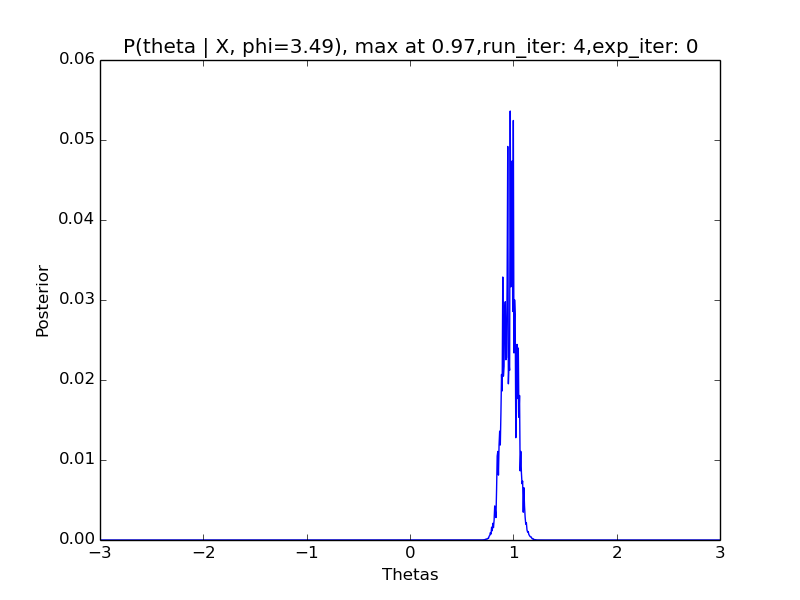 P(theta | X, phi=3.49), max at 0.97,run_iter: 4,exp_iter: 0
0.06
0.05
0.04
0.03
0.02
0.01
0.00
Posterior
−3 −2 −1 0 1 2 3
Thetas